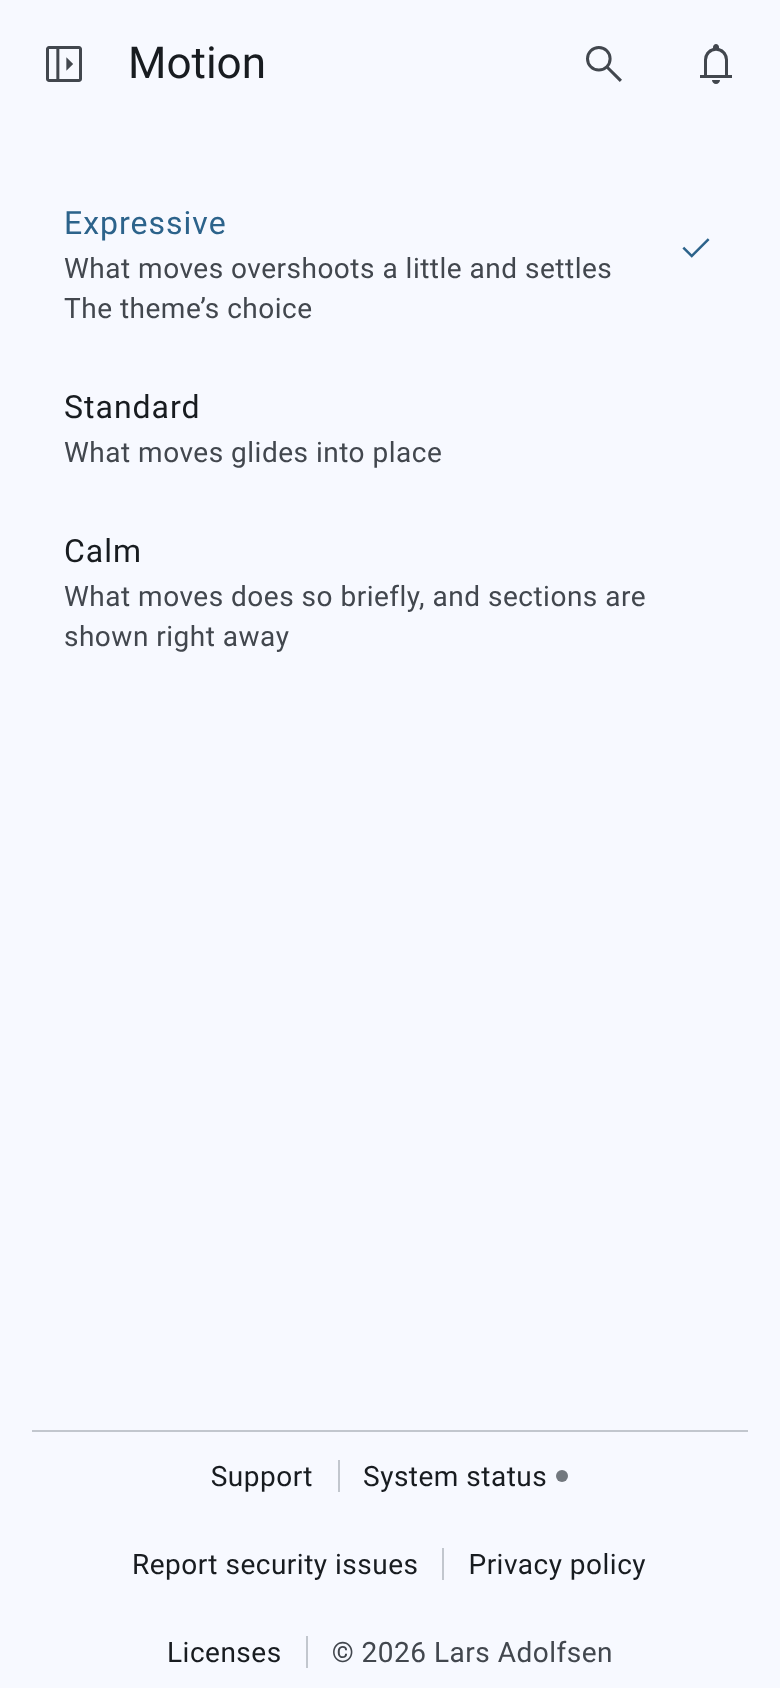 Motion
Expressive
What moves overshoots a little and settles
The theme’s choice
Standard
What moves glides into place
Calm
What moves does so briefly, and sections are
shown right away
Support
System status
Report security issues
Privacy policy
Licenses
© 2026 Lars Adolfsen